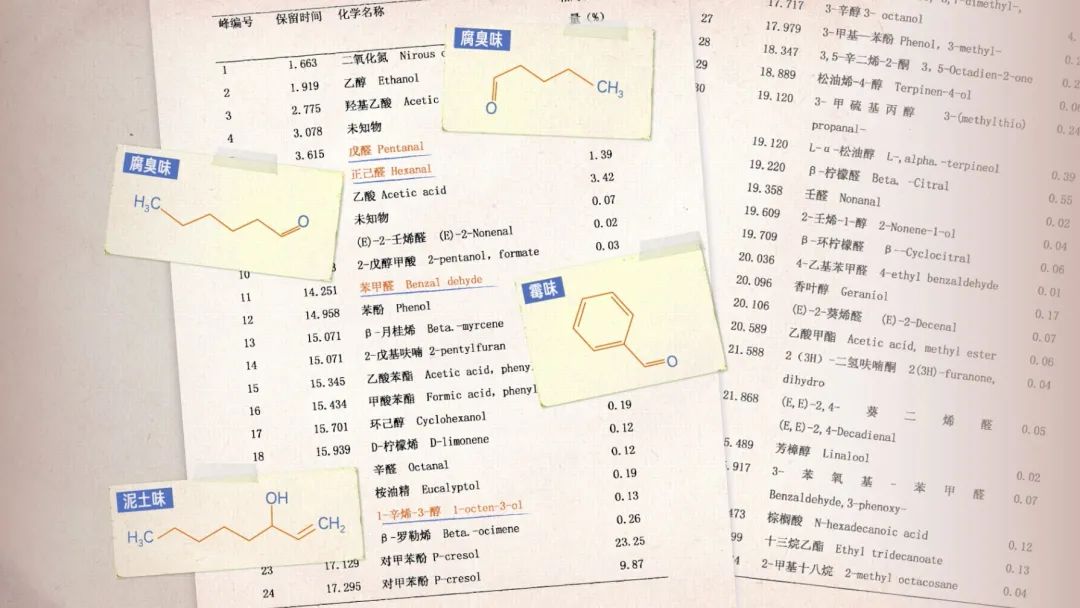 峰编号 保留时间 化学名称
量(%)
1 1.663 二氧化氮 Nirous
2 1.919 乙醇 Ethanol
3 2.775 羟基乙酸 Acetic
4 3.078 未知物
3.615 戊醛 Pentanal
正己醛 Hexanal 1.39
乙酸 Acetic acid 3.42
未知物 0.07
(E)-2-壬烯醛 (E)-2-Nonenal 0.02
10 2-戊醇甲酸 2-pentanol, formate 0.03
11 14.251 苯甲醛 Benzal dehyde
12 14.958 苯酚 Phenol
13 15.071 β-月桂烯 Beta.-myrcene
14 15.071 2-戊基呋喃 2-pentylfuran
15 15.345 乙酸苯酯 Acetic acid, pheny
16 15.434 甲酸苯酯 Formic acid, phenyl
17 15.701 环己醇 Cyclohexanol 0.19
18 15.939 D-柠檬烯 D-limonene 0.12
辛醛 Octanal 0.12
桉油精 Eucalyptol 0.19
1-辛烯-3-醇 1-octen-3-ol 0.13
β-罗勒烯 Beta.-ocimene 0.26
23 17.129 对甲苯酚 P-cresol 23.25
24 17.295 对甲苯酚 P-cresol 9.87
腐臭味
O
CH3
腐臭味
H3C
O
霉味
O
泥土味
H3C
OH
CH2
27 17.717 3-辛醇3- octanol
28 17.979 3-甲基—苯酚 Phenol, 3-methyl-
29 18.347 3,5-辛二烯-2-酮 3, 5-Octadien-2-one
18.889 松油烯-4-醇 Terpinen-4-ol
19.120 3- 甲硫基丙醇 3-(methylthio) 0.24
propanal-
19.120 L-α-松油醇 L-,alpha.-terpineol 0.39
19.220 β-柠檬醛 Beta. -Citral 0.55
19.358 壬醛 Nonanal 0.02
19.609 2-壬烯-1-醇 2-Nonene-1-ol 0.04
19.709 β-环柠檬醛 β--Cyclocitral 0.06
20.036 4-乙基苯甲醛 4-ethyl benzaldehyde 0.01
20.096 香叶醇 Geraniol 0.17
20.106 (E)-2-葵烯醛 (E)-2-Decenal 0.07
20.589 乙酸甲酯 Acetic acid, methyl ester 0.06
21.588 2(3H)-二氢呋喃酮 2(3H)-furanone, 0.04
dihydro
21.868 (E,E)-2,4- 葵二烯醛 0.05
(E,E)-2,4-Decadienal
5.489 芳樟醇 Linalool 0.02
.917 3-苯氧基-苯甲醛 0.07
Benzaldehyde,3-phenoxy-
473 棕榈酸 N-hexadecanoic acid 0.12
99 十三烷乙酯 Ethyl tridecanoate 0.13
24 2-甲基十八烷 2-methyl octacosane 0.04